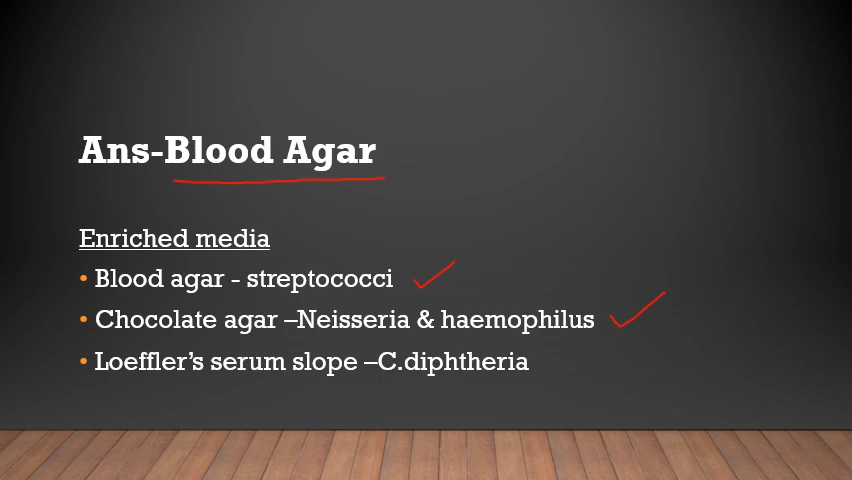 Ans-Blood Agar
Enriched media
• Blood agar - streptococci
• Chocolate agar –Neisseria & haemophilus
• Loeffler’s serum slope –C.diphtheria